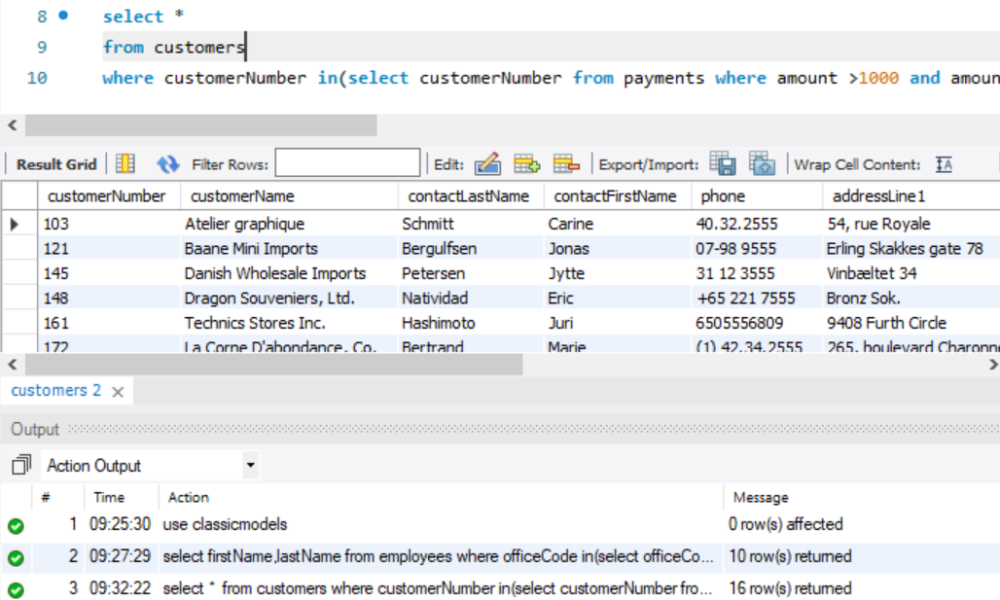 8 select *
9 from customers
10 where customerNumber in(select customerNumber from payments where amount >1000 and amoun
Result Grid Filter Rows: Edit: Export/Import: Wrap Cell Content: IA
customerNumber customerName contactLastName contactFirstName phone addressLine1
103 Atelier graphique Schmitt Carine 40.32.2555 54, rue Royale
121 Baane Mini Imports Bergulfsen Jonas 07-98 9555 Erling Skakkes gate 78
145 Danish Wholesale Imports Petersen Jytte 31 12 3555 Vinbæltet 34
148 Dragon Souveniers, Ltd. Natividad Eric +65 221 7555 Bronz Sok.
161 Technics Stores Inc. Hashimoto Juri 6505556809 9408 Furth Circle
172 La Corne D'abondance, Co. Bertrand Marie (1) 42.34.2555 265, boulevard Charonne
customers 2
Output
Action Output
# Time Action Message
1 09:25:30 use classicmodels 0 row(s) affected
2 09:27:29 select firstName,lastName from employees where officeCode in(select officeCo... 10 row(s) returned
3 09:32:22 select * from customers where customerNumber in(select customerNumber fro... 16 row(s) returned